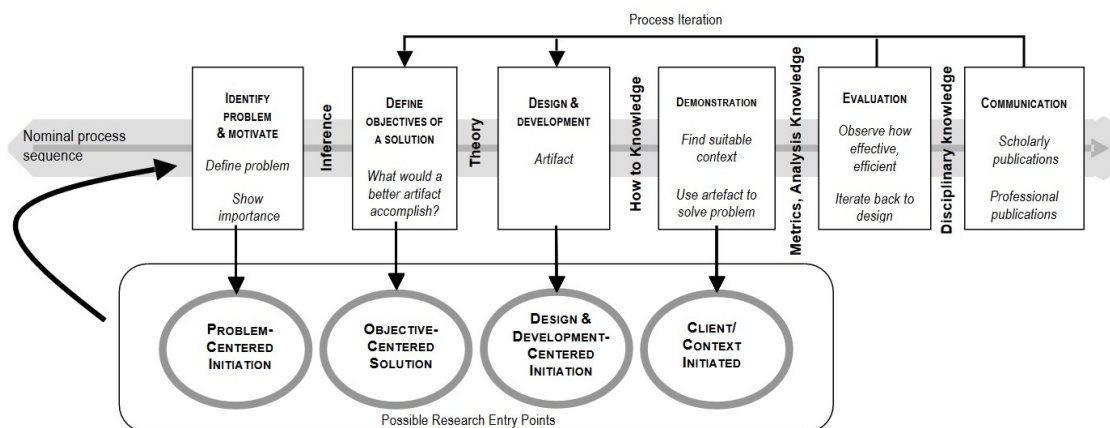 Process Iteration
Nominal process
sequence
IDENTIFY
PROBLEM
& MOTIVATE
Define problem
Show
importance
Inference
DEFINE
OBJECTIVES OF
A SOLUTION
What would a
better artifact
accomplish?
Theory
DESIGN &
DEVELOPMENT
Artifact
How to Knowledge
DEMONSTRATION
Find suitable
context
Use artefact to
solve problem
Metrics, Analysis Knowledge
EVALUATION
Observe how
effective,
efficient
Iterate back to
design
Disciplinary knowledge
COMMUNICATION
Scholarly
publications
Professional
publications
PROBLEM-
CENTERED
INITIATION
OBJECTIVE-
CENTERED
SOLUTION
DESIGN &
DEVELOPMENT-
CENTERED
INITIATION
CLIENT/
CONTEXT
INITIATED
Possible Research Entry Points